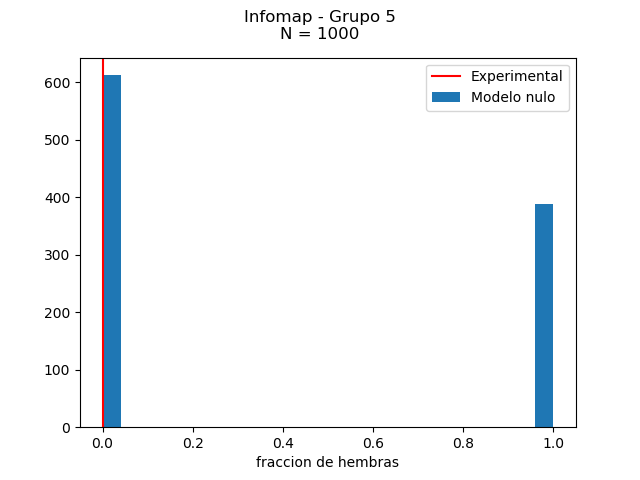 Infomap - Grupo 5
N = 1000
Experimental
Modelo nulo
600
500
400
300
200
100
0
0.0 0.2 0.4 0.6 0.8 1.0
fraccion de hembras